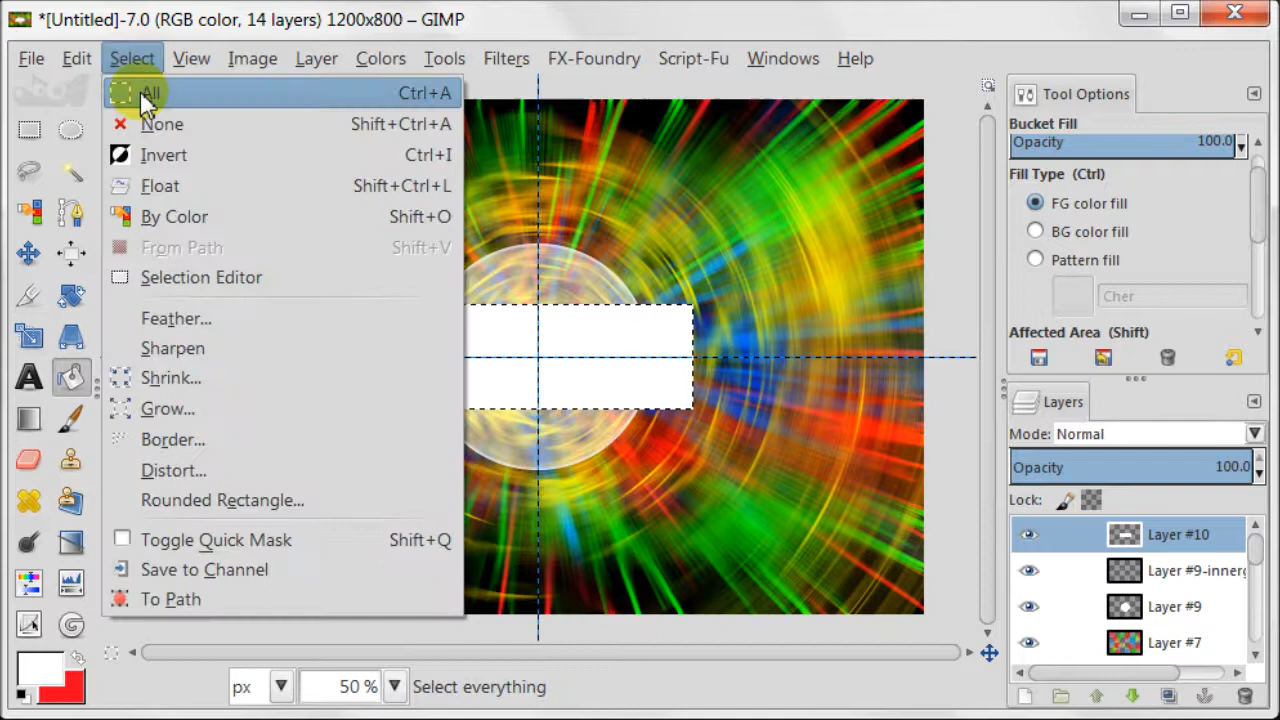 *[Untitled]-7.0 (RGB color, 14 layers) 1200x800 – GIMP
File Edit Select View Image Layer Colors Tools Filters FX-Foundry Script-Fu Windows Help
All Ctrl+A
None Shift+Ctrl+A
Invert Ctrl+I
Float Shift+Ctrl+L
By Color Shift+O
From Path Shift+V
Selection Editor
Feather...
Sharpen
Shrink...
Grow...
Border...
Distort...
Rounded Rectangle...
Toggle Quick Mask Shift+Q
Save to Channel
To Path
Tool Options
Bucket Fill
Opacity 100.0
Fill Type (Ctrl)
FG color fill
BG color fill
Pattern fill
Cher
Affected Area (Shift)
Layers
Mode: Normal
Opacity 100.0
Lock:
Layer #10
Layer #9-innerg
Layer #9
Layer #7
px 50 % Select everything